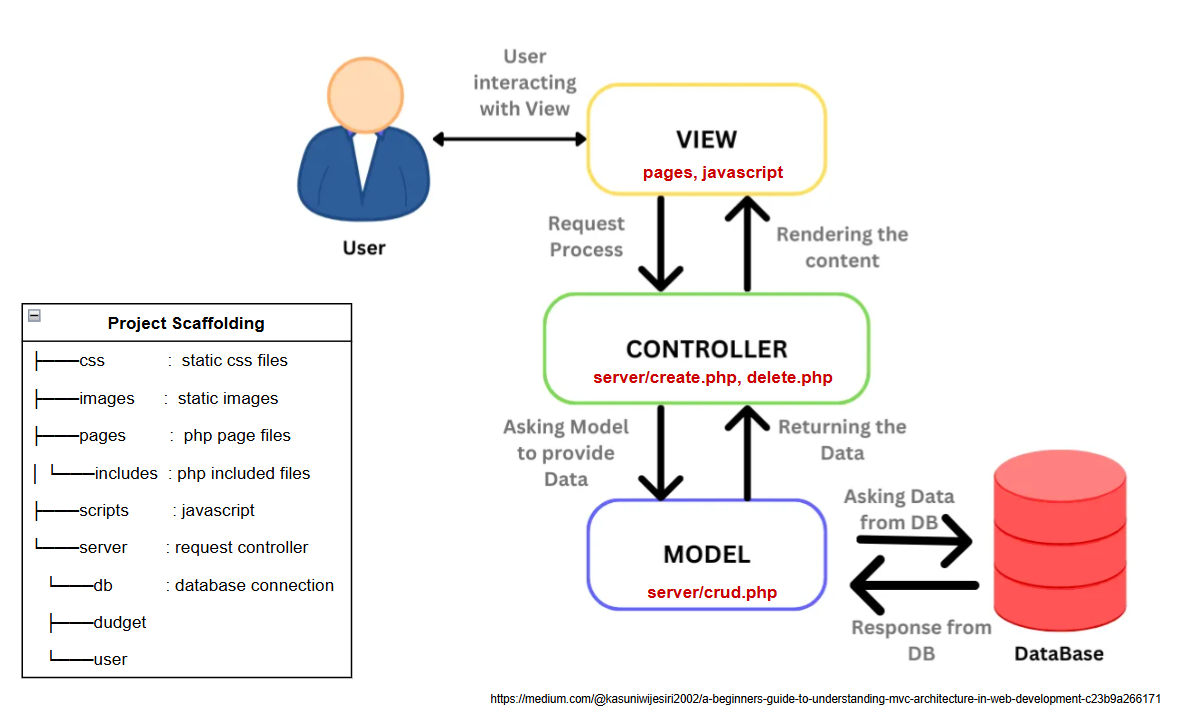 User
interacting
with View
VIEW
pages, javascript
User
Request
Process
Rendering the
content
CONTROLLER
server/create.php, delete.php
Asking Model
to provide
Data
Returning the
Data
MODEL
server/crud.php
Asking Data
from DB
Response from
DB
DataBase
Project Scaffolding
├───css : static css files
├───images : static images
├───pages : php page files
│ └───includes : php included files
├───scripts : javascript
└───server : request controller
└───db : database connection
├───dudget
└───user
https://medium.com/@kasuniwijesiri2002/a-beginners-guide-to-understanding-mvc-architecture-in-web-development-c23b9a266171